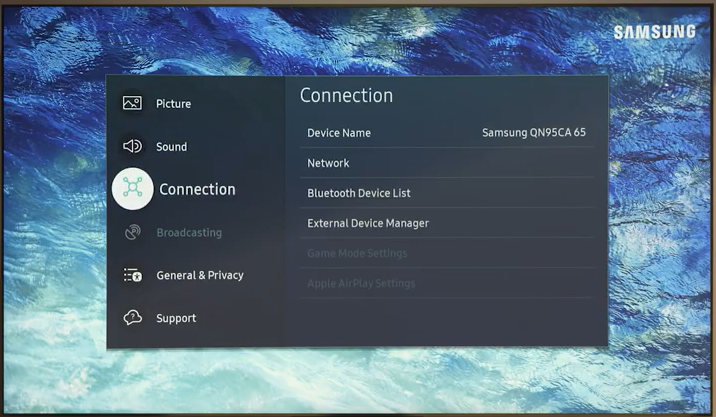 SAMSUNG
Picture
Sound
Connection
Broadcasting
General & Privacy
Support
Connection
Device Name Samsung QN95CA 65
Network
Bluetooth Device List
External Device Manager
Game Mode Settings
Apple AirPlay Settings